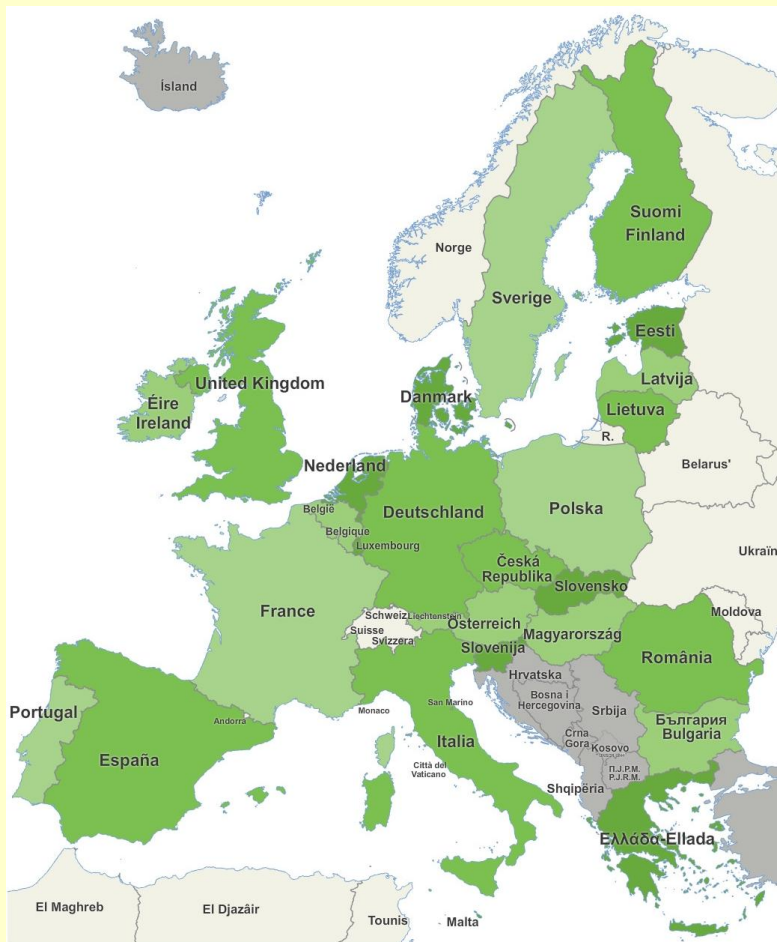 Ísland
Suomi
Finland
Norge
Sverige
Eesti
United Kingdom
Danmark
Latvija
Éire
Ireland
Lietuva
R.
Nederland
Belarus'
België
Deutschland
Polska
Belgique
Luxembourg
Ukraïn
Česká
Republika
Slovensko
France
Schweiz
Liechtenstein
Österreich
Moldova
Suisse
Svizzera
Magyarország
Slovenija
România
Hrvatska
Portugal
Monaco
San Marino
Bosna i
Hercegovina
Srbija
България
Bulgaria
Andorra
España
Italia
Crna
Gora
Kosovo
Città del
Vaticano
П.Ј.Р.М.
P.J.R.M.
Shqipëria
Ελλάδα-Ellada
El Maghreb
El Djazâir
Tounis
Malta